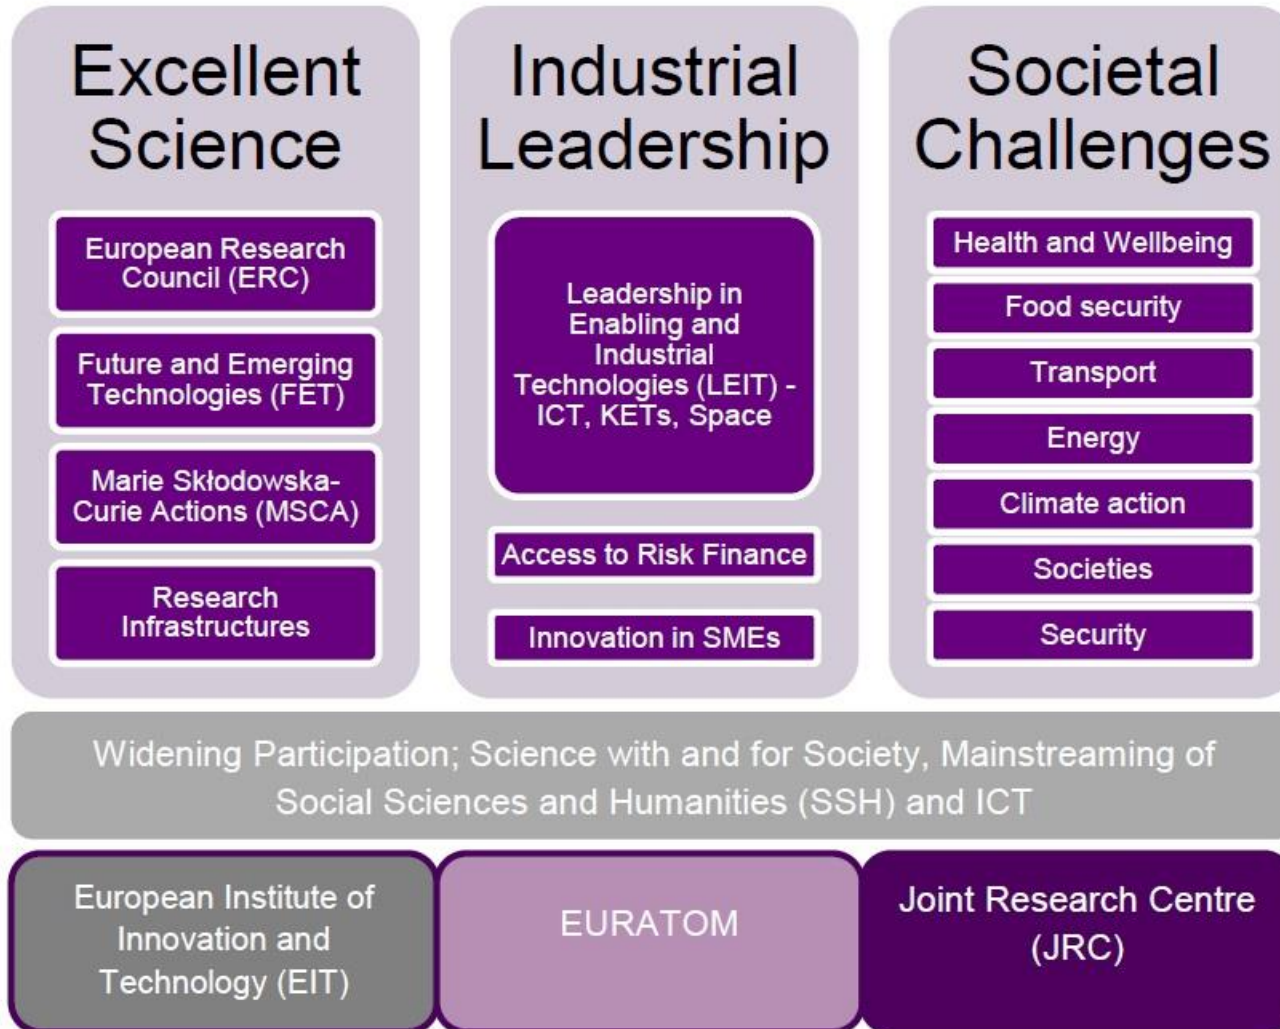 Excellent
Science
European Research
Council (ERC)
Future and Emerging
Technologies (FET)
Marie Skłodowska-
Curie Actions (MSCA)
Research
Infrastructures
Industrial
Leadership
Leadership in
Enabling and
Industrial
Technologies (LEIT) -
ICT, KETs, Space
Access to Risk Finance
Innovation in SMEs
Societal
Challenges
Health and Wellbeing
Food security
Transport
Energy
Climate action
Societies
Security
Widening Participation; Science with and for Society, Mainstreaming of
Social Sciences and Humanities (SSH) and ICT
European Institute of
Innovation and
Technology (EIT)
EURATOM
Joint Research Centre
(JRC)